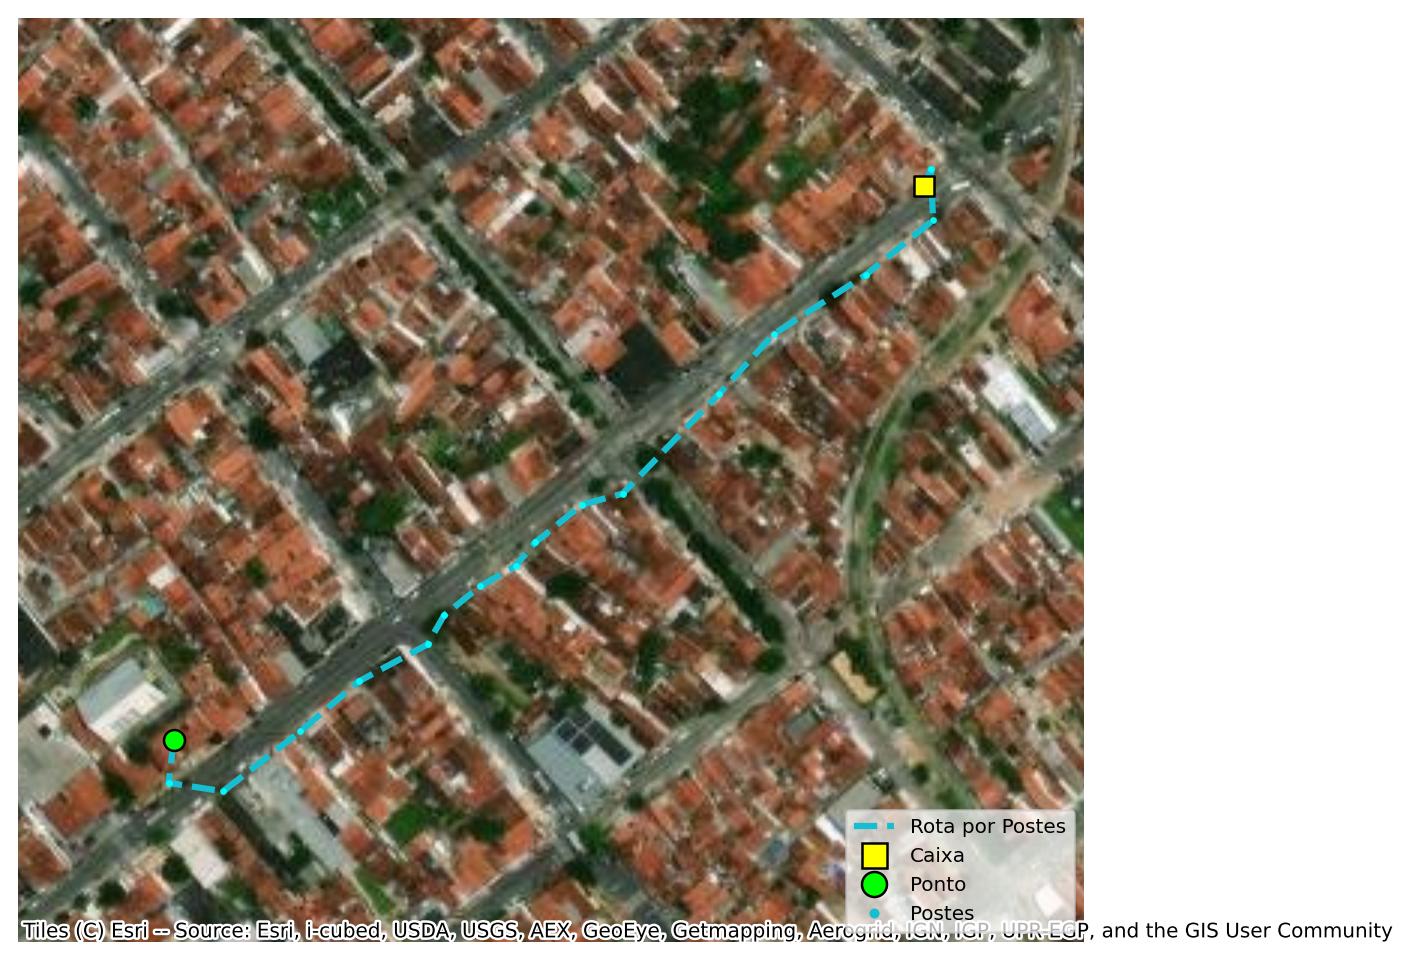 Rota por Postes
Caixa
Ponto
Postes
Tiles (C) Esri -- Source: Esri, i-cubed, USDA, USGS, AEX, GeoEye, Getmapping, Aerogrid, IGN, IGP, UPR-EGP, and the GIS User Community